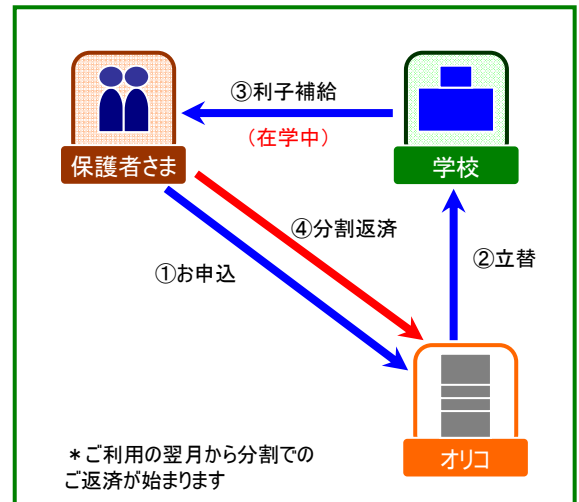 ③利子補給
（在学中）
保護者さま
学校
④分割返済
①お申込
②立替
オリコ
＊ご利用の翌月から分割での
ご返済が始まります